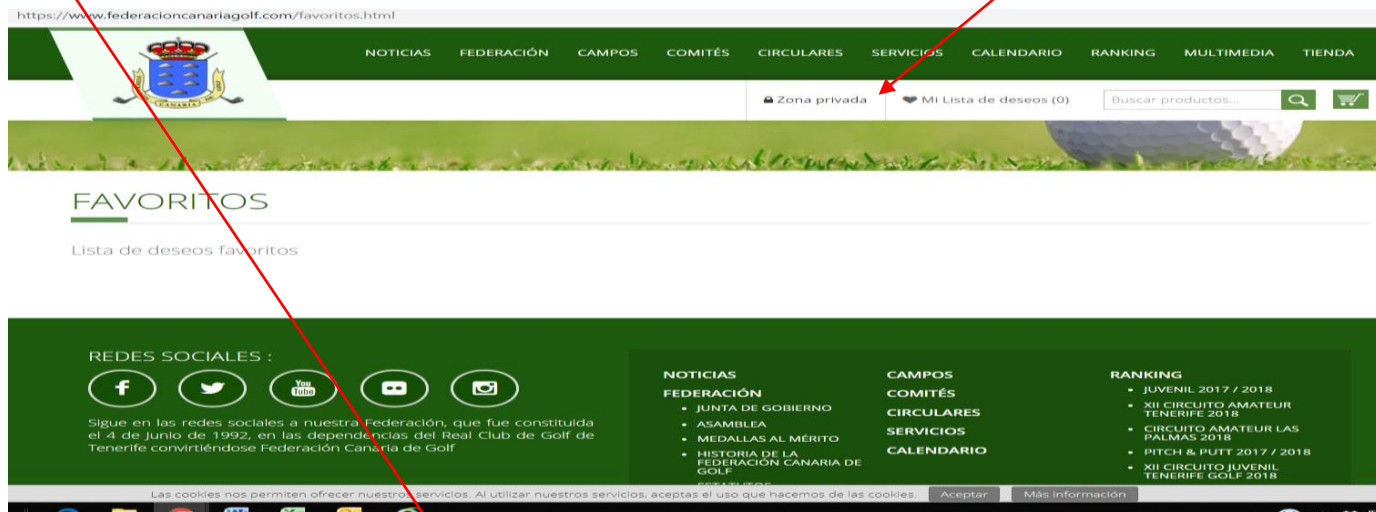 https://www.federacioncanariagolf.com/favoritos.html
NOTICIAS FEDERACIÓN CAMPOS COMITÉS CIRCULARES SERVICIOS CALENDARIO RANKING MULTIMEDIA TIENDA
CANARIA
Zona privada Mi Lista de deseos (0) Buscar productos...
FAVORITOS
Lista de deseos favoritos
REDES SOCIALES :
You
Tube
Sigue en las redes sociales a nuestra Federación, que fue constituida
el 4 de Junio de 1992, en las dependencias del Real Club de Golf de
Tenerife convirtiéndose Federación Canaria de Golf
NOTICIAS
FEDERACIÓN
• JUNTA DE GOBIERNO
• ASAMBLEA
• MEDALLAS AL MÉRITO
• HISTORIA DE LA
FEDERACIÓN CANARIA DE
GOLF
• ESTATUTOS
CAMPOS
COMITÉS
CIRCULARES
SERVICIOS
CALENDARIO
RANKING
• JUVENIL 2017 / 2018
• XII CIRCUITO AMATEUR
TENERIFE 2018
• CIRCUITO AMATEUR LAS
PALMAS 2018
• PITCH & PUTT 2017 / 2018
• XII CIRCUITO JUVENIL
TENERIFE GOLF 2018
Las cookies nos permiten ofrecer nuestros servicios. Al utilizar nuestros servicios, aceptas el uso que hacemos de las cookies. Aceptar Más información